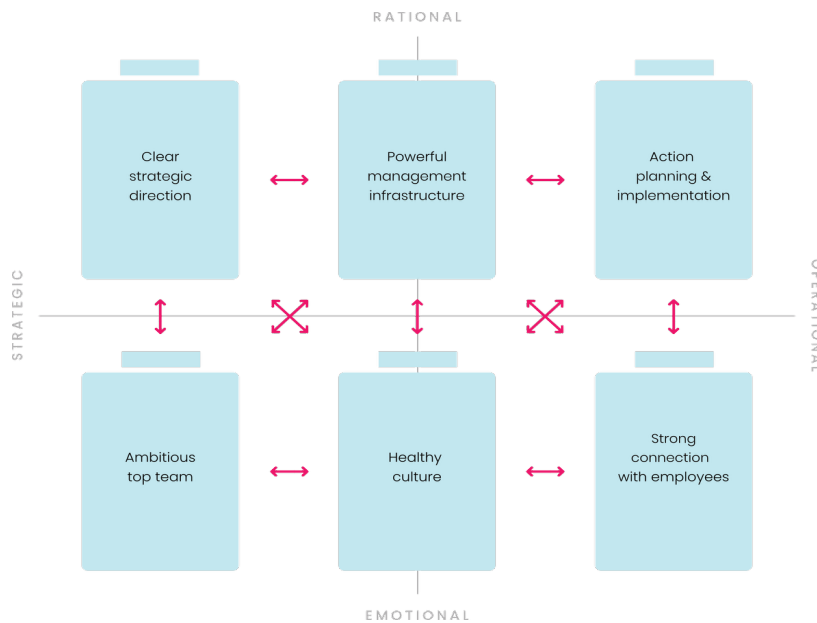 RATIONAL
Clear
strategic
direction
Powerful
management
infrastructure
Action
planning &
implementation
STRATEGIC
OPERATIONAL
Ambitious
top team
Healthy
culture
Strong
connection
with employees
EMOTIONAL